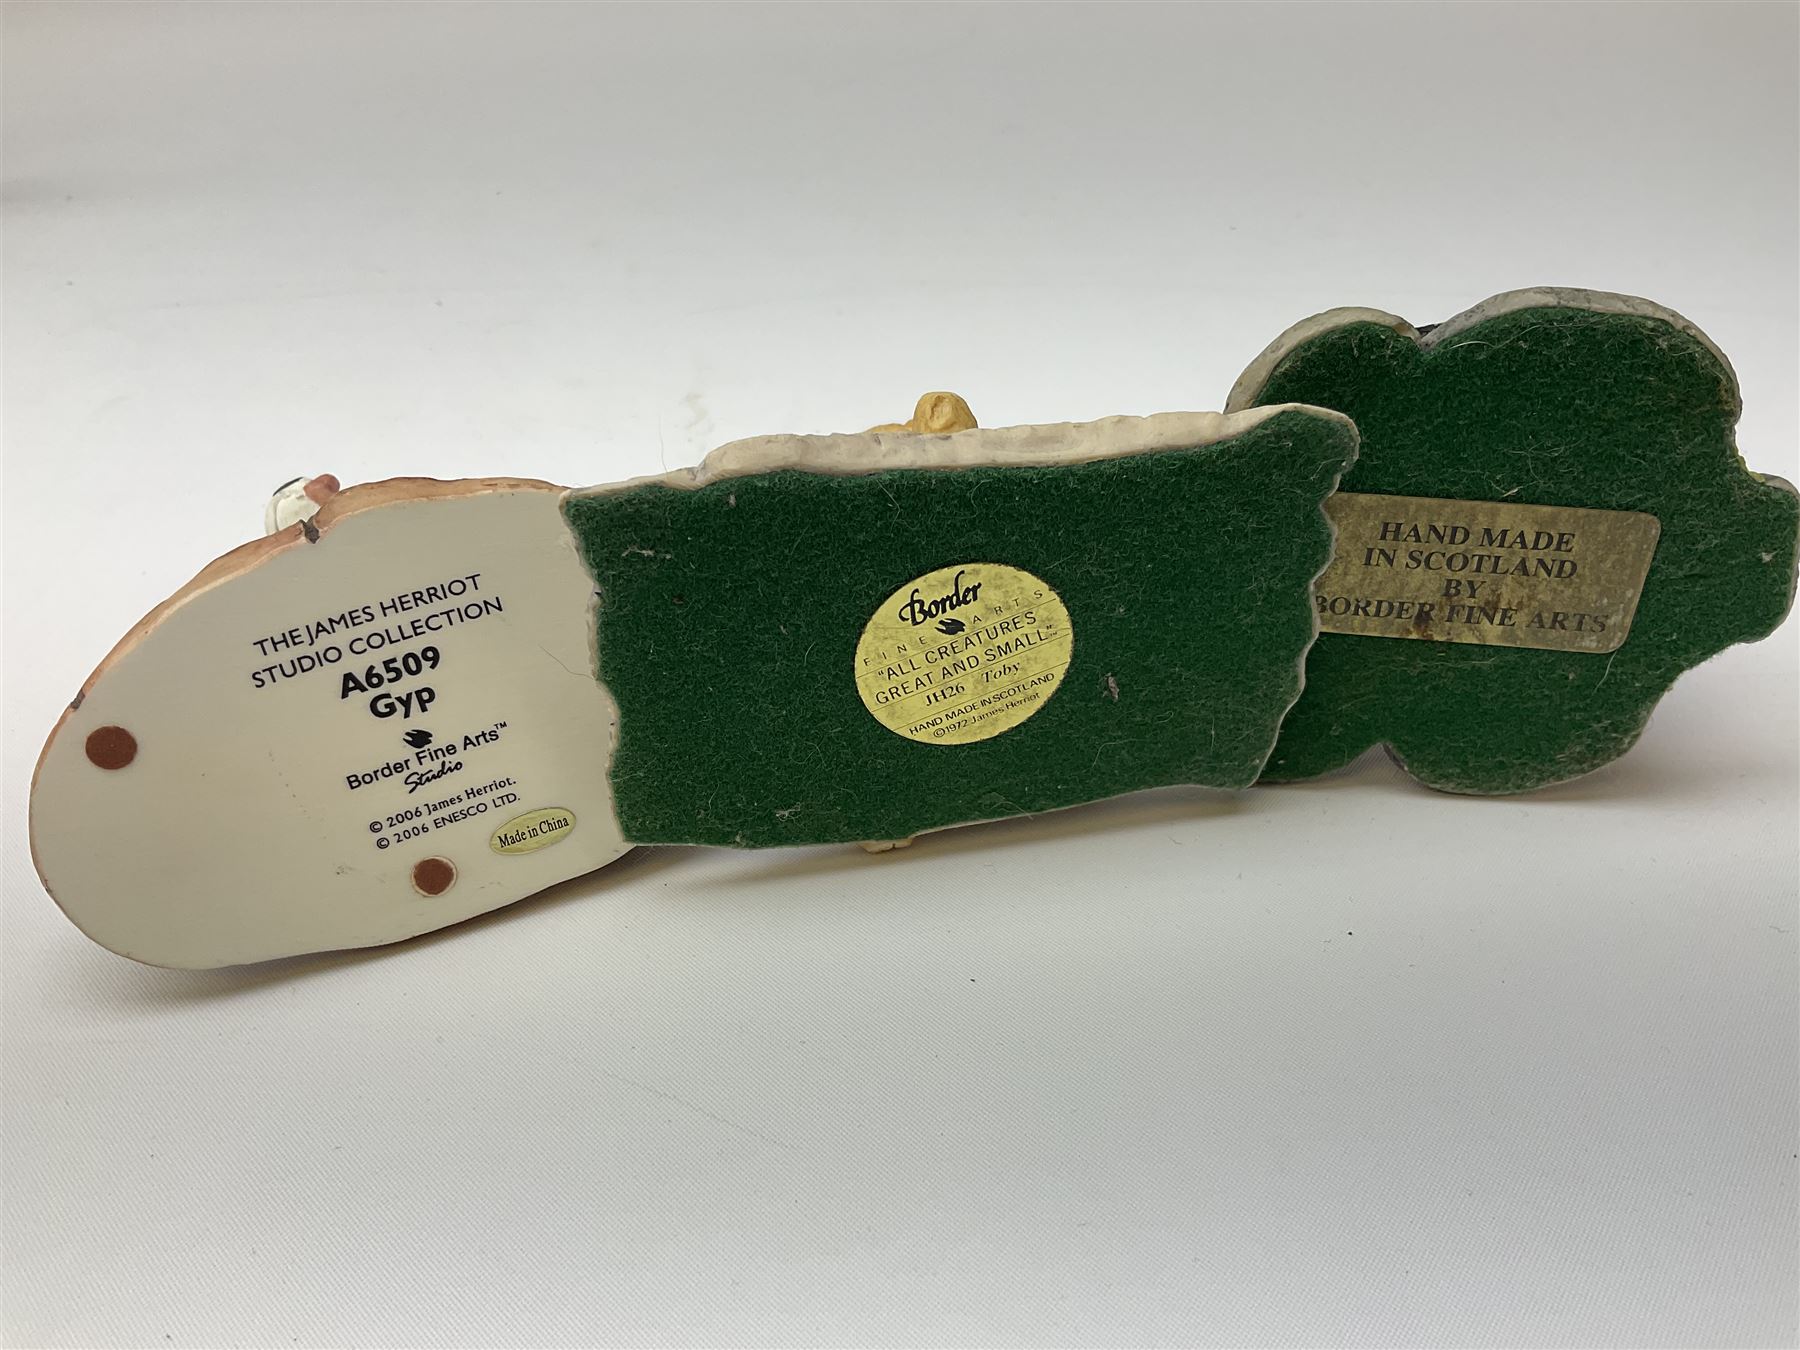 THE JAMES HERRIOT
STUDIO COLLECTION
A6509
Gyp
Border Fine Arts™
Studio
© 2006 James Herriot.
© 2006 ENESCO LTD.
Made in China
Border
FINE ARTS
"ALL CREATURES
GREAT AND SMALL"™
JH26 Toby
HAND MADE IN SCOTLAND
©1972 James Herriot
HAND MADE
IN SCOTLAND
BY
BORDER FINE ARTS